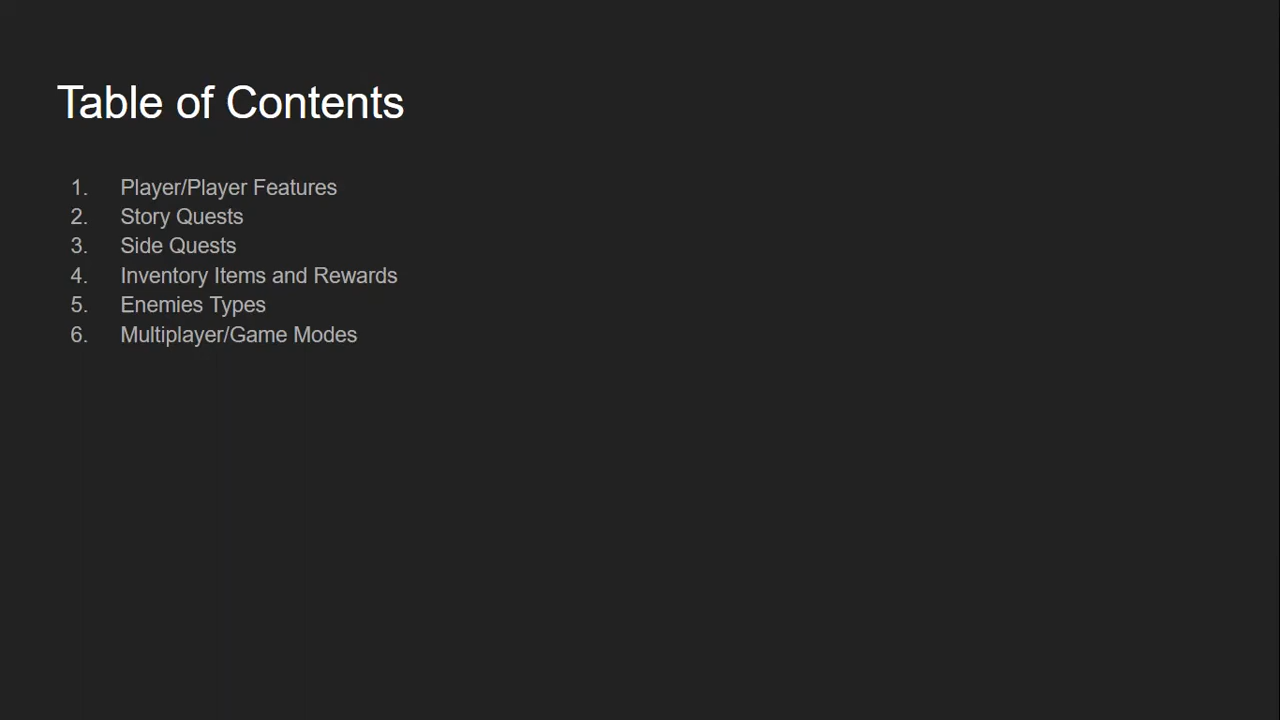 Table of Contents
1. Player/Player Features
2. Story Quests
3. Side Quests
4. Inventory Items and Rewards
5. Enemies Types
6. Multiplayer/Game Modes